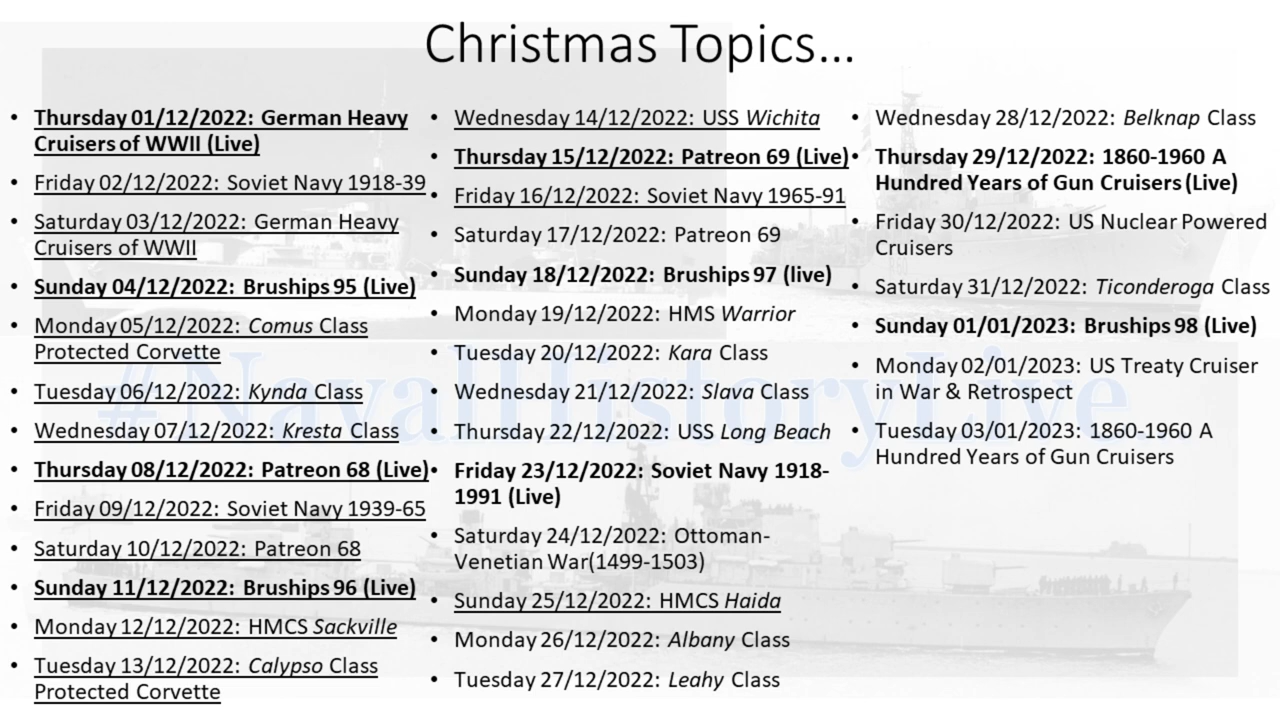 Christmas Topics...
• Thursday 01/12/2022: German Heavy
Cruisers of WWII (Live)
• Friday 02/12/2022: Soviet Navy 1918-39
• Saturday 03/12/2022: German Heavy
Cruisers of WWII
• Sunday 04/12/2022: Bruships 95 (Live)
• Monday 05/12/2022: Comus Class
Protected Corvette
• Tuesday 06/12/2022: Kynda Class
• Wednesday 07/12/2022: Kresta Class
• Thursday 08/12/2022: Patreon 68 (Live)
• Friday 09/12/2022: Soviet Navy 1939-65
• Saturday 10/12/2022: Patreon 68
• Sunday 11/12/2022: Bruships 96 (Live)
• Monday 12/12/2022: HMCS Sackville
• Tuesday 13/12/2022: Calypso Class
Protected Corvette
• Wednesday 14/12/2022: USS Wichita
• Thursday 15/12/2022: Patreon 69 (Live)
• Friday 16/12/2022: Soviet Navy 1965-91
• Saturday 17/12/2022: Patreon 69
• Sunday 18/12/2022: Bruships 97 (live)
• Monday 19/12/2022: HMS Warrior
• Tuesday 20/12/2022: Kara Class
• Wednesday 21/12/2022: Slava Class
• Thursday 22/12/2022: USS Long Beach
• Friday 23/12/2022: Soviet Navy 1918-
1991 (Live)
• Saturday 24/12/2022: Ottoman-
Venetian War(1499-1503)
• Sunday 25/12/2022: HMCS Haida
• Monday 26/12/2022: Albany Class
• Tuesday 27/12/2022: Leahy Class
• Wednesday 28/12/2022: Belknap Class
• Thursday 29/12/2022: 1860-1960 A
Hundred Years of Gun Cruisers (Live)
• Friday 30/12/2022: US Nuclear Powered
Cruisers
• Saturday 31/12/2022: Ticonderoga Class
• Sunday 01/01/2023: Bruships 98 (Live)
• Monday 02/01/2023: US Treaty Cruiser
in War & Retrospect
• Tuesday 03/01/2023: 1860-1960 A
Hundred Years of Gun Cruisers
#NavalHistoryLive...